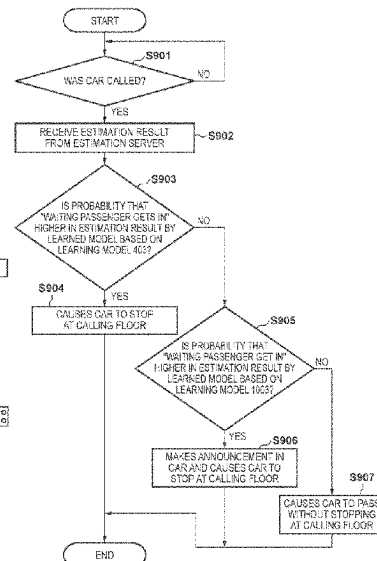 START
S901
WAS CAR CALLED?
NO
YES
RECEIVE ESTIMATION RESULT
FROM ESTIMATION SERVER
S902
S903
IS PROBABILITY THAT
"WAITING PASSENGER GETS IN"
HIGHER IN ESTIMATION RESULT BY
LEARNED MODEL BASED ON
LEARNING MODEL 403?
NO
YES
S904
CAUSES CAR TO STOP
AT CALLING FLOOR
S905
IS PROBABILITY THAT
"WAITING PASSENGER GET IN"
HIGHER IN ESTIMATION RESULT BY
LEARNED MODEL BASED ON
LEARNING MODEL 1003?
NO
YES
S906
MAKES ANNOUNCEMENT IN
CAR AND CAUSES CAR TO
STOP AT CALLING FLOOR
S907
CAUSES CAR TO PASS
WITHOUT STOPPING
AT CALLING FLOOR
END